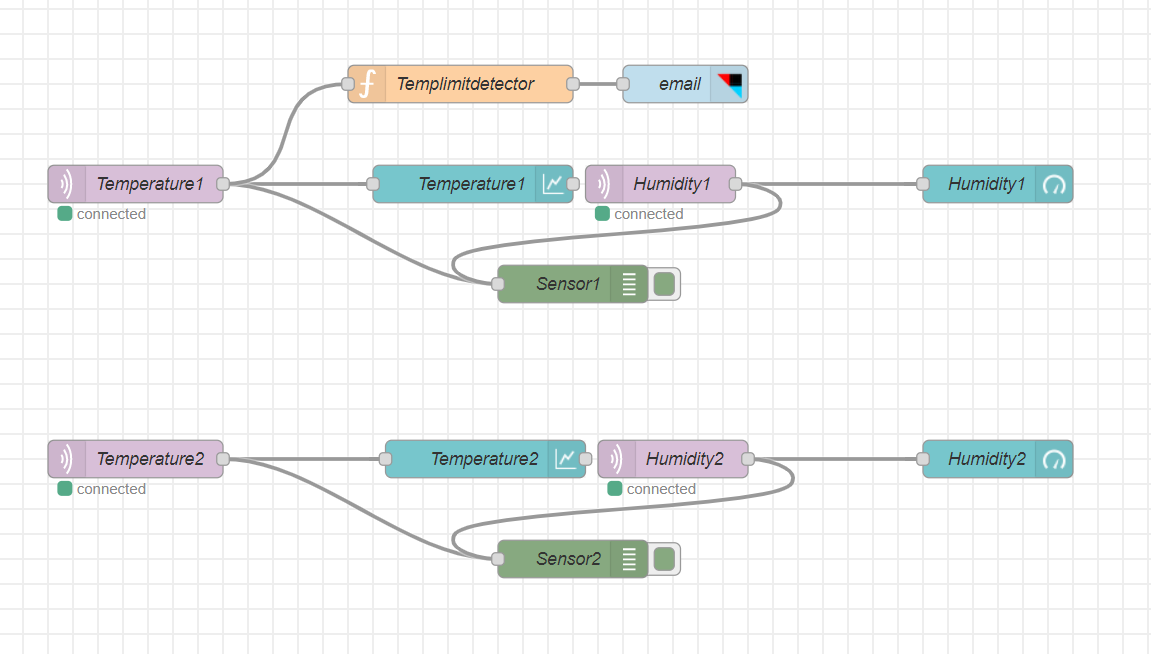 Templimitdetector
email
Temperature1
Temperature1
Humidity1
Humidity1
connected
connected
Sensor1
Temperature2
Temperature2
Humidity2
Humidity2
connected
connected
Sensor2